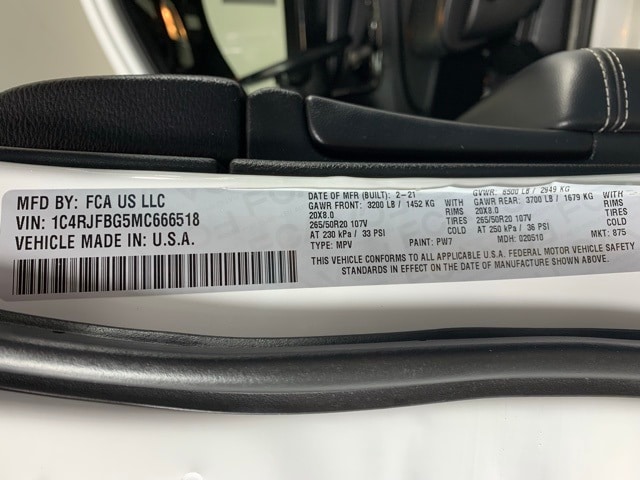 MFD BY: FCA US LLC
VIN: 1C4RJFBG5MC666518
VEHICLE MADE IN: U.S.A.
DATE OF MFR (BUILT): 2-21 GVWR: 6500 LB / 2949 KG
GAWR FRONT: 3200 LB / 1452 KG WITH GAWR REAR: 3700 LB / 1679 KG WITH
20X8.0 RIMS 20X8.0 RIMS
265/50R20 107V TIRES 265/50R20 107V TIRES
AT 230 kPa / 33 PSI AT 250 kPa / 36 PSI
TYPE: MPV PAINT: PW7 MDH: 020510 MKT: 875
THIS VEHICLE CONFORMS TO ALL APPLICABLE U.S.A. FEDERAL MOTOR VEHICLE SAFETY
STANDARDS IN EFFECT ON THE DATE OF MANUFACTURE SHOWN ABOVE.